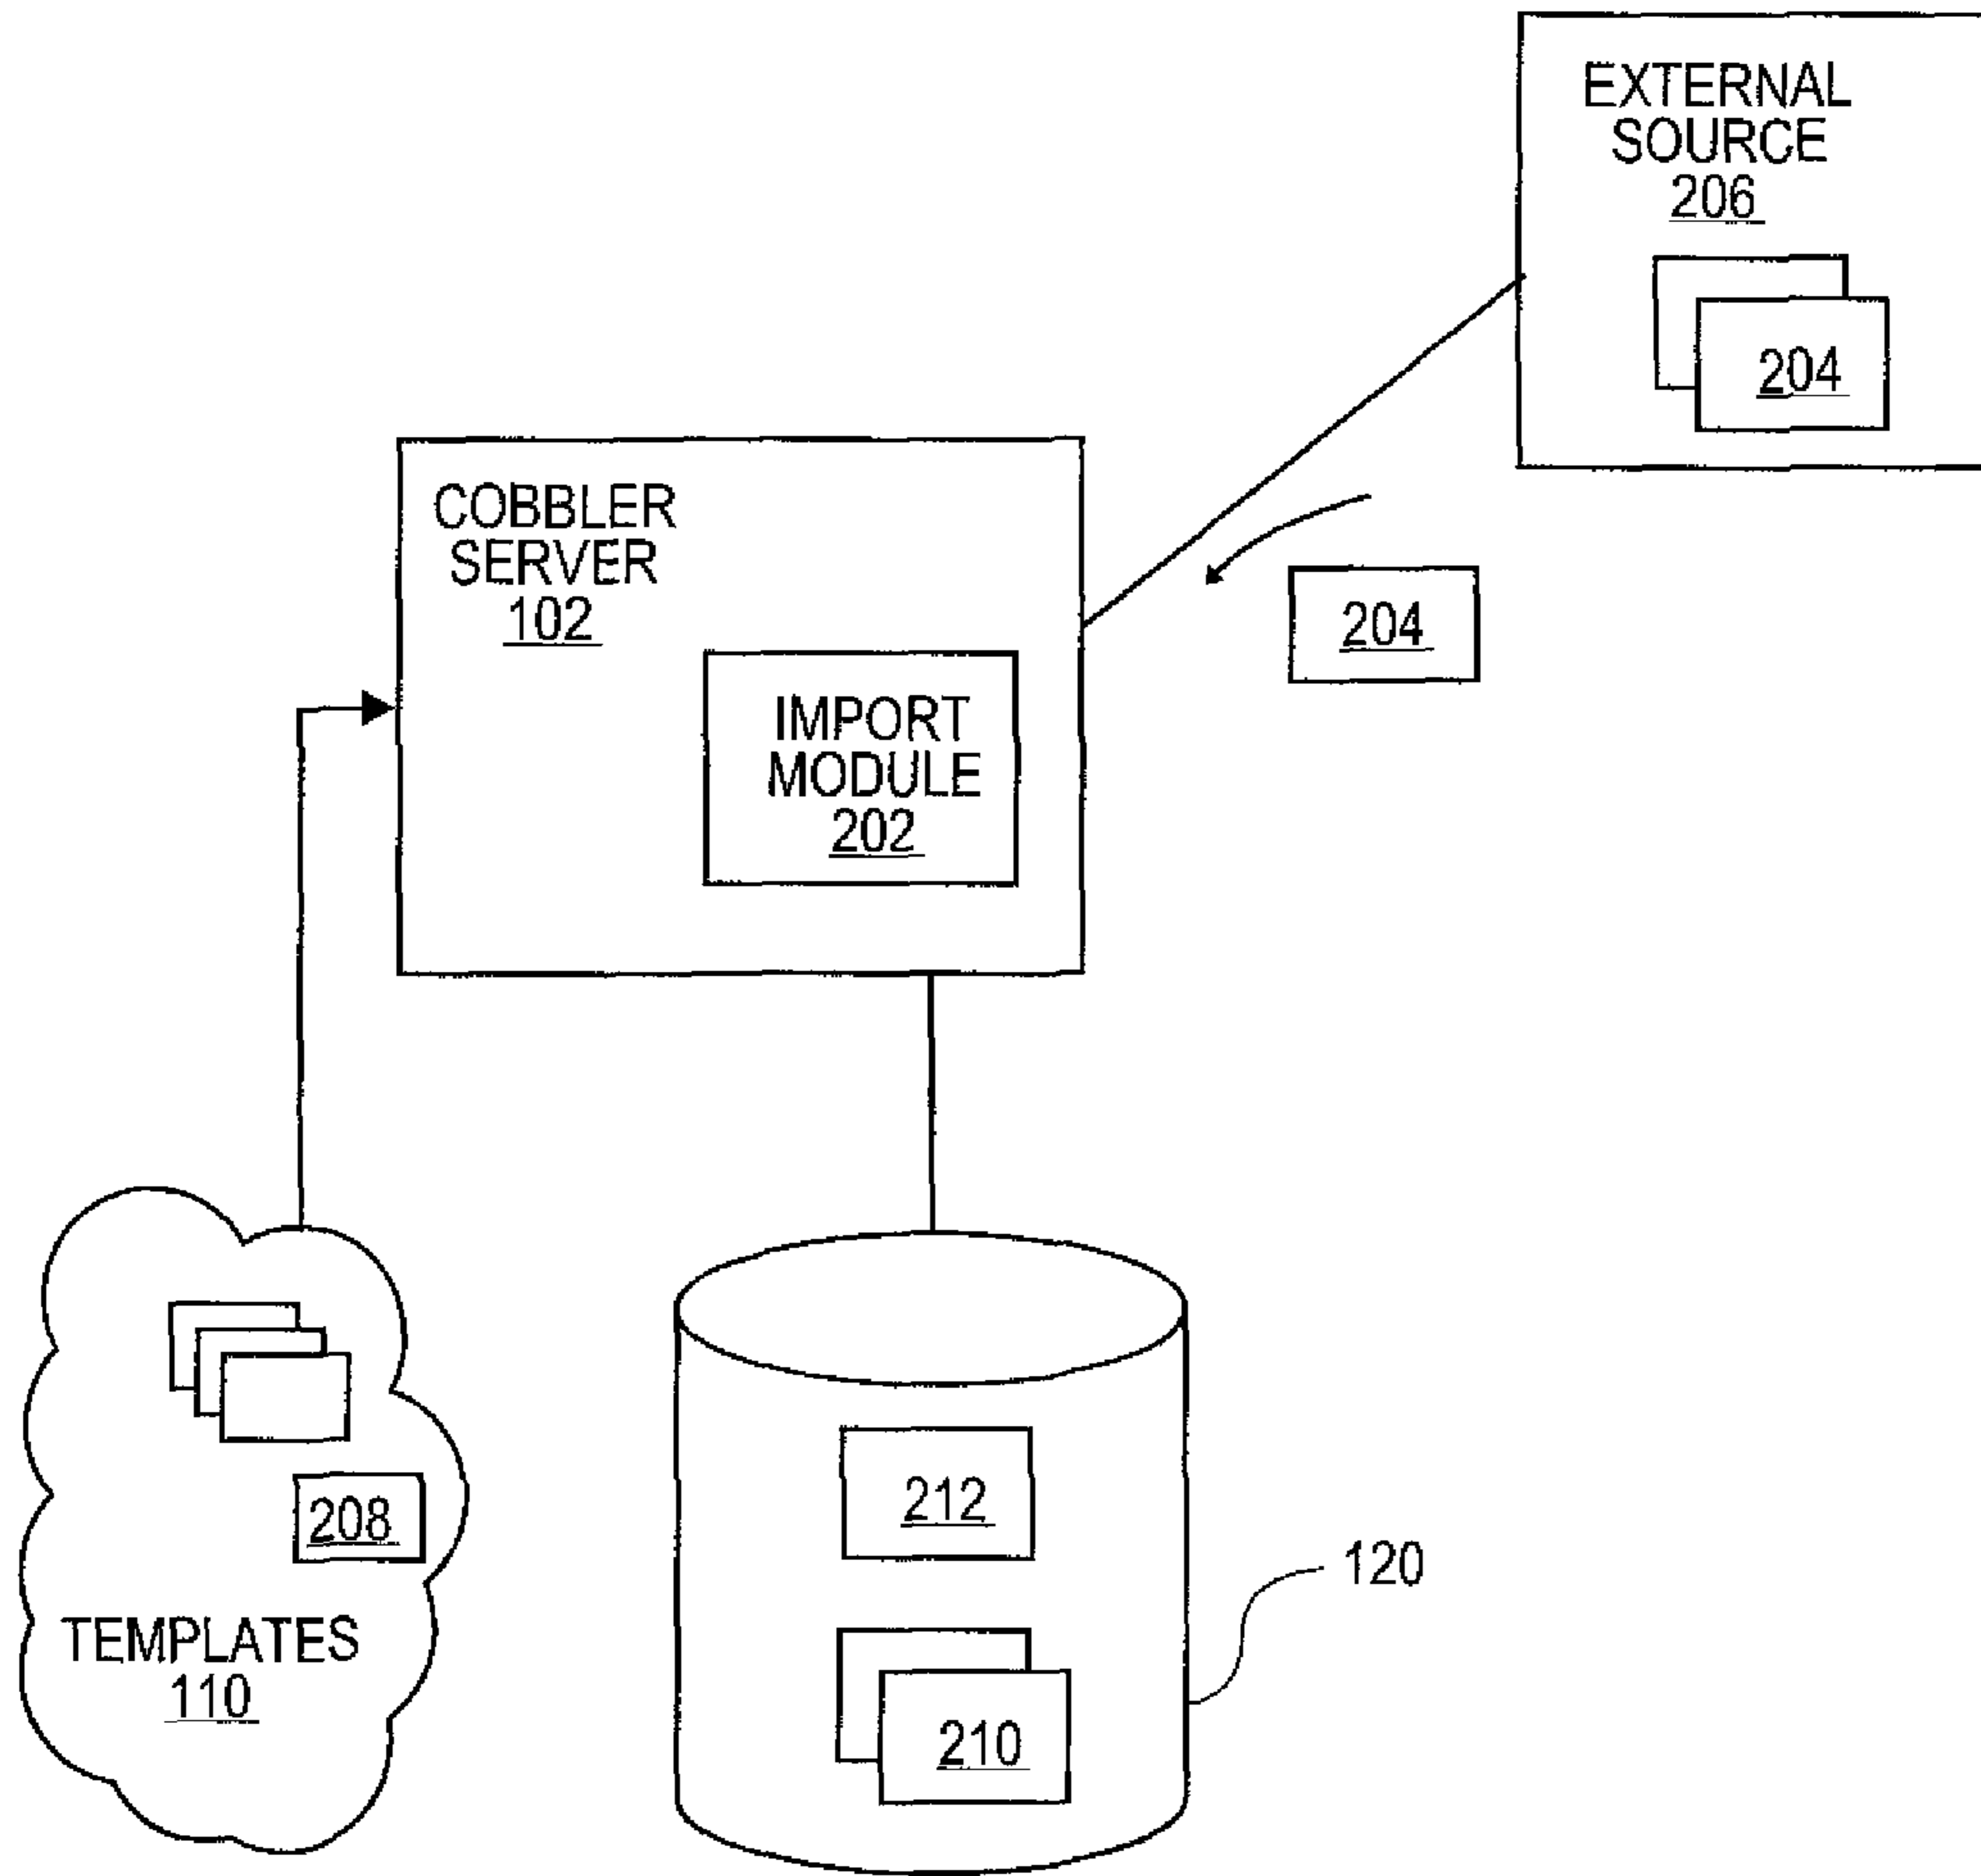 EXTERNAL
SOURCE
206
204
COBBLER
SERVER
102
204
IMPORT
MODULE
202
208
TEMPLATES
110
212
210
120